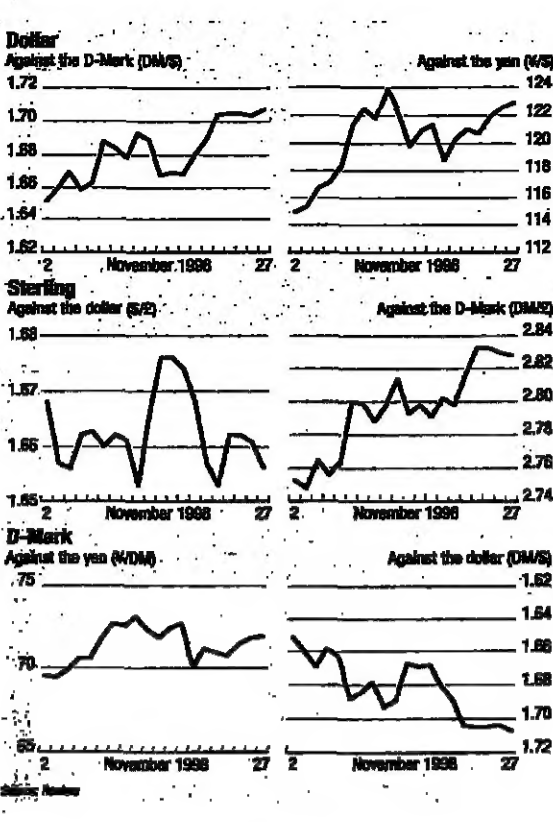 Dollar
Against the D-Mark (DM/$)
Against the yen (¥/$)
1.72
1.70
1.68
1.66
1.64
1.62
124
122
120
118
116
114
112
2 November 1998 27
2 November 1998 27
Sterling
Against the dollar ($/£)
Against the D-Mark (DM/£)
1.68
1.67
1.66
1.65
2.84
2.82
2.80
2.78
2.76
2.74
2 November 1998 27
2 November 1998 27
D-Mark
Against the yen (¥/DM)
Against the dollar (DM/$)
75
70
65
1.62
1.64
1.66
1.68
1.70
1.72
2 November 1998 27
2 November 1998 27